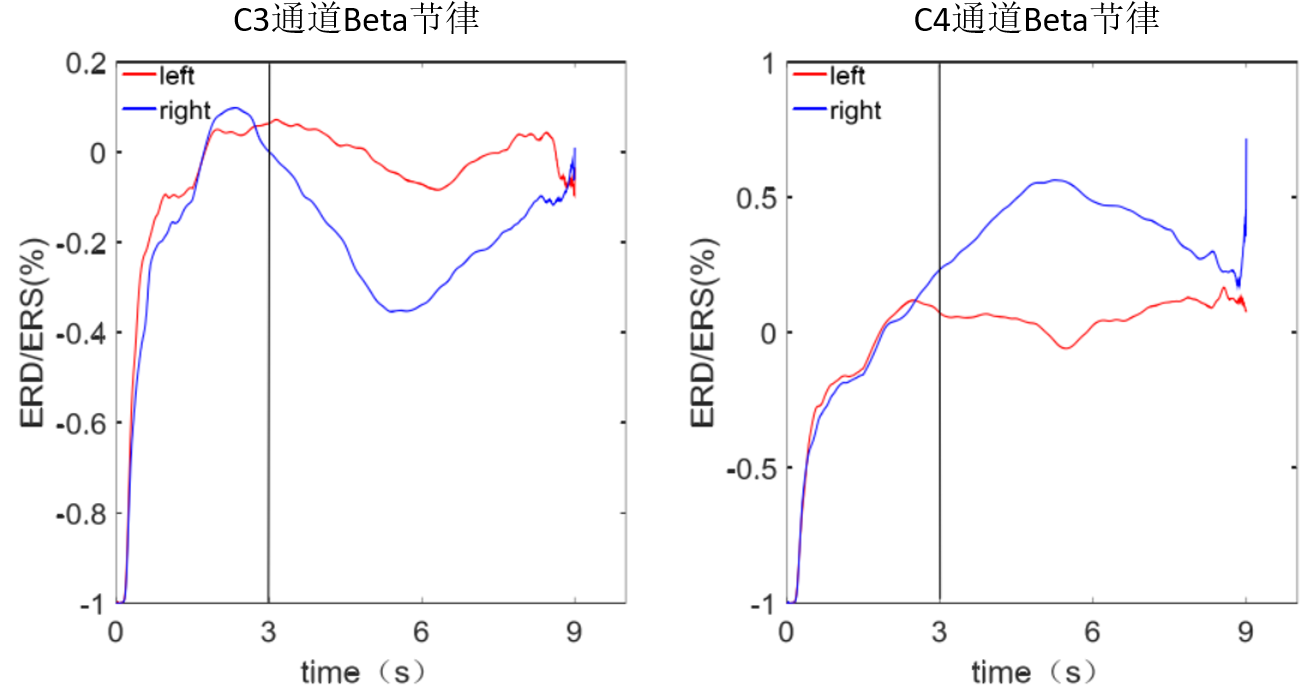 C3通道Beta节律
0.2
0
-0.2
-0.4
-0.6
-0.8
-1
ERD/ERS(%)
left
right
0
3
6
9
time（s）
C4通道Beta节律
1
0.5
0
-0.5
-1
ERD/ERS(%)
left
right
0
3
6
9
time（s）